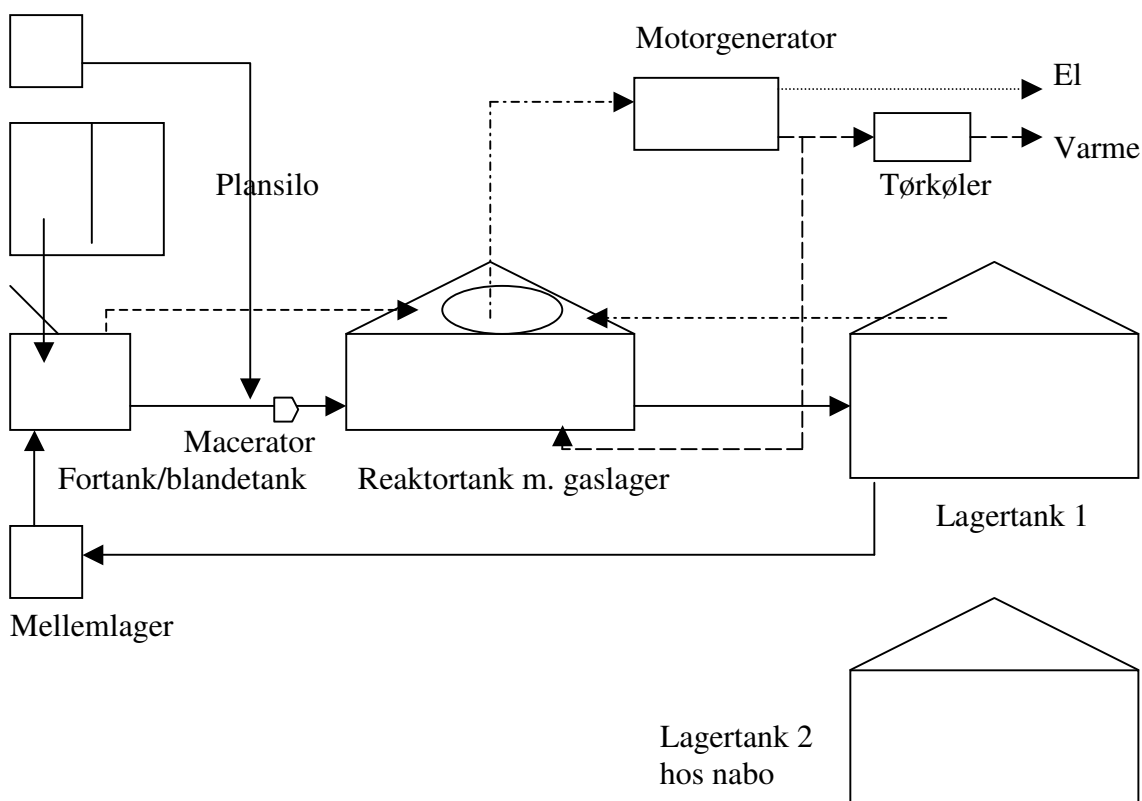 Motorgenerator
El
Varme
Tørkøler
Plansilo
Macerator
Fortank/blandetank
Reaktortank m. gaslager
Lagertank 1
Mellemlager
Lagertank 2
hos nabo